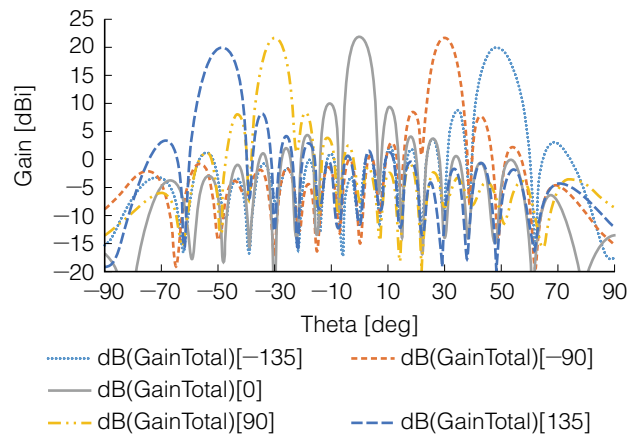 25
20
15
10
5
0
−5
−10
−15
−20
Gain [dBi]
−90 −70 −50 −30 −10 10 30 50 70 90
Theta [deg]
dB(GainTotal)[−135] dB(GainTotal)[−90]
dB(GainTotal)[0]
dB(GainTotal)[90] dB(GainTotal)[135]